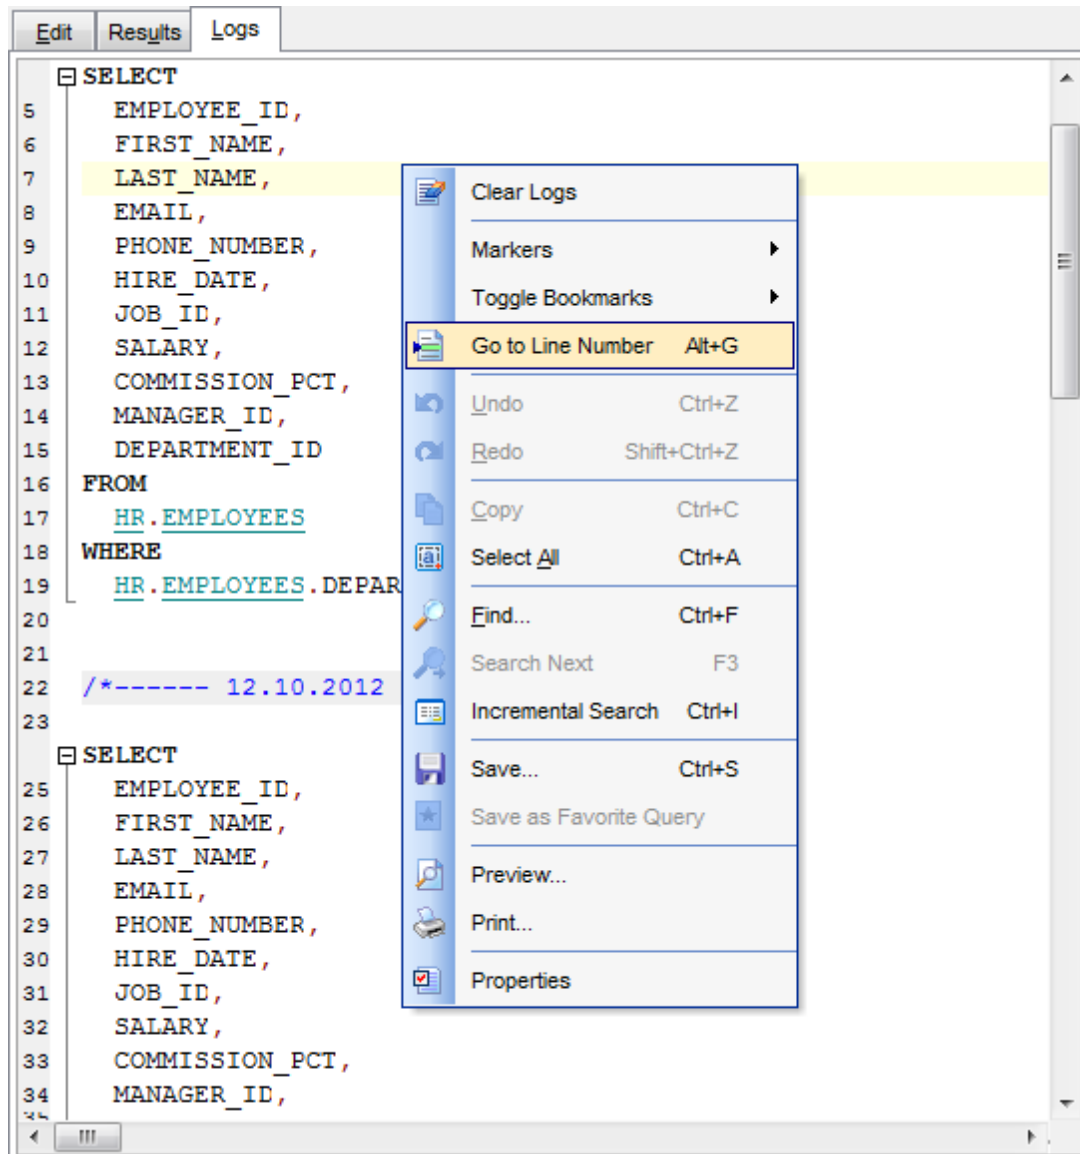 Edit Results Logs
SELECT
5 EMPLOYEE_ID,
6 FIRST_NAME,
7 LAST_NAME,
8 EMAIL,
9 PHONE_NUMBER,
10 HIRE_DATE,
11 JOB_ID,
12 SALARY,
13 COMMISSION_PCT,
14 MANAGER_ID,
15 DEPARTMENT_ID
16 FROM
17 HR.EMPLOYEES
18 WHERE
19 HR.EMPLOYEES.DEPAR
20
21
22 /*------ 12.10.2012
23
SELECT
25 EMPLOYEE_ID,
26 FIRST_NAME,
27 LAST_NAME,
28 EMAIL,
29 PHONE_NUMBER,
30 HIRE_DATE,
31 JOB_ID,
32 SALARY,
33 COMMISSION_PCT,
34 MANAGER_ID,
35
Clear Logs
Markers
Toggle Bookmarks
Go to Line Number Alt+G
Undo Ctrl+Z
Redo Shift+Ctrl+Z
Copy Ctrl+C
Select All Ctrl+A
Find... Ctrl+F
Search Next F3
Incremental Search Ctrl+I
Save... Ctrl+S
Save as Favorite Query
Preview...
Print...
Properties